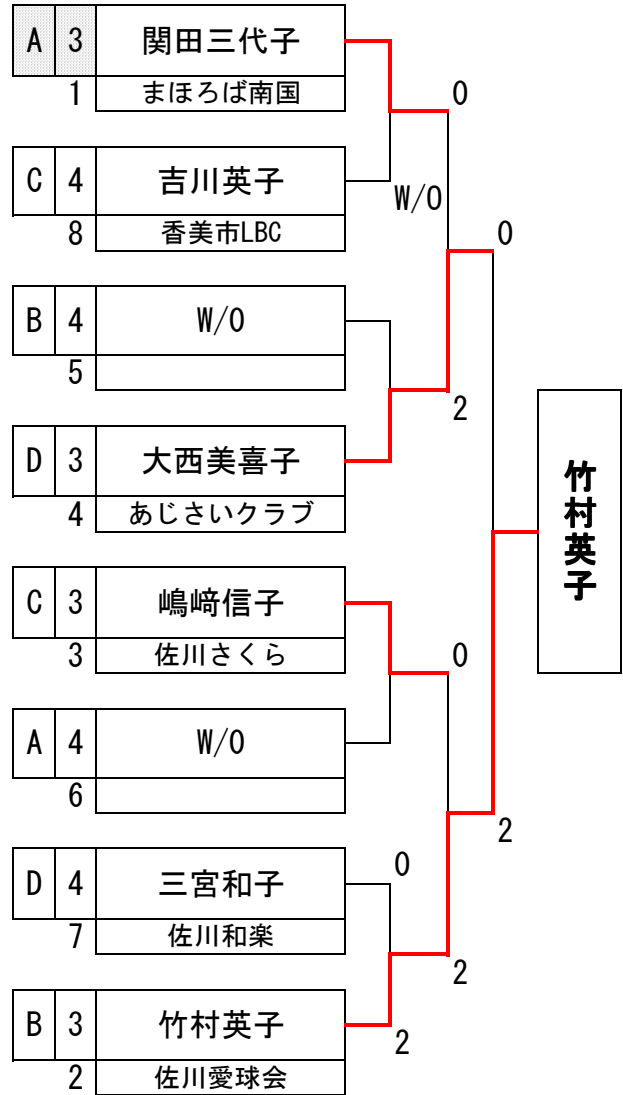 A 3 関田三代子
1 まほろば南国
0
C 4 吉川英子
W/O
8 香美市LBC
0
B 4 W/O
5
2
D 3 大西美喜子
4 あじさいクラブ
竹村英子
C 3 嶋﨑信子
3 佐川さくら
0
A 4 W/O
6
2
D 4 三宮和子
0
7 佐川和楽
2
B 3 竹村英子
2
2 佐川愛球会